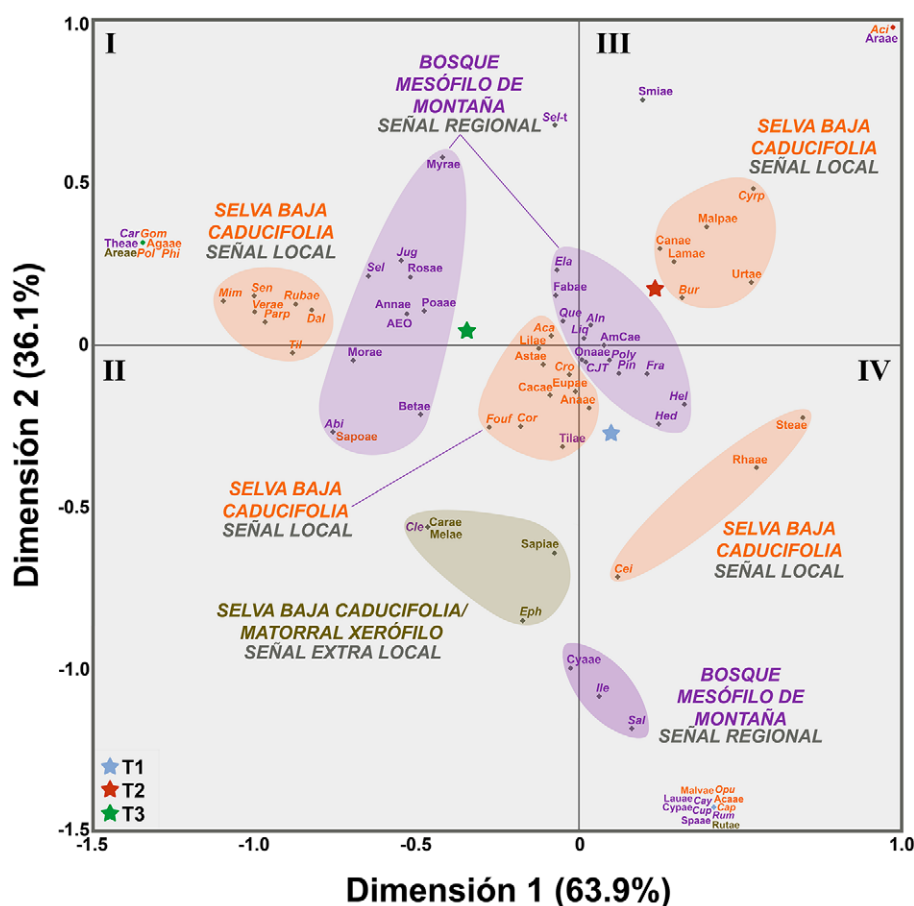 1.0
0.5
0
-0.5
-1.0
-1.5
Dimensión 2 (36.1%)
I
III
II
IV
Aci
Araae
BOSQUE
MESÓFILO DE
MONTAÑA
SEÑAL REGIONAL
Sel-t
Smiae
SELVA BAJA
CADUCIFOLIA
SEÑAL LOCAL
Myrae
Cyrp
Malpae
Canae
Lamae
Urtae
Bur
SELVA BAJA
CADUCIFOLIA
SEÑAL LOCAL
Car Gom
Theae Agaae
Areae Pol Phi
Jug
Sel
Rosae
Ela
Fabae
Mim
Sen
Verae
Parp
Rubae
Dal
Til
Annae
Poaae
AEO
Morae
Betae
Abi
Sapoae
Que
Aln
Liq
AmCae
Onaae
Poly
CJT
Pin
Fra
Hel
Hed
Aca
Lilae
Astae
Cro
Cacae
Eupae
Anaae
Fouf
Cor
Tilae
Steae
Rhaae
Cei
SELVA BAJA
CADUCIFOLIA
SEÑAL LOCAL
SELVA BAJA
CADUCIFOLIA
SEÑAL LOCAL
Cle
Carae
Melae
Sapiae
Eph
SELVA BAJA CADUCIFOLIA/
MATORRAL XERÓFILO
SEÑAL EXTRA LOCAL
Cyaae
Ile
Sal
BOSQUE
MESÓFILO DE
MONTAÑA
SEÑAL REGIONAL
T1
T2
T3
Malvae Opu
Lauae Cay Acaae
Cypae Cup Cap
Spaae Rum
Rutae
-1.5
-1.0
-0.5
0
0.5
1.0
Dimensión 1 (63.9%)